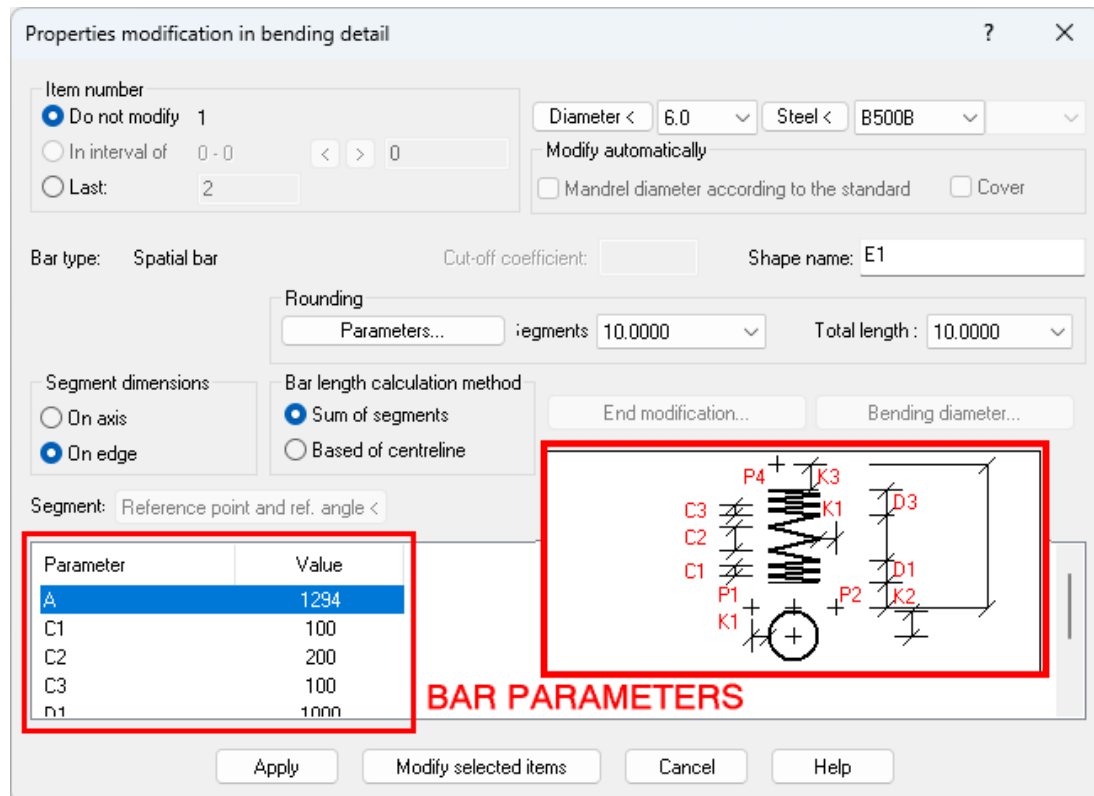 Properties modification in bending detail ?
Item number
Do not modify 1
In interval of 0 - 0 < > 0
Last: 2
Diameter < 6.0 Steel < B500B
Modify automatically
Mandrel diameter according to the standard Cover
Bar type: Spatial bar Cut-off coefficient: Shape name: E1
Rounding
Parameters... segments 10.0000 Total length : 10.0000
Segment dimensions
On axis
On edge
Bar length calculation method
Sum of segments
Based of centreline
End modification... Bending diameter...
Segment: Reference point and ref. angle <
Parameter Value
A 1294
C1 100
C2 200
C3 100
D1 1000
P4 K3
C3 K1 D3
C2
C1 D1
P1 P2 K2
K1
BAR PARAMETERS
Apply Modify selected items Cancel Help